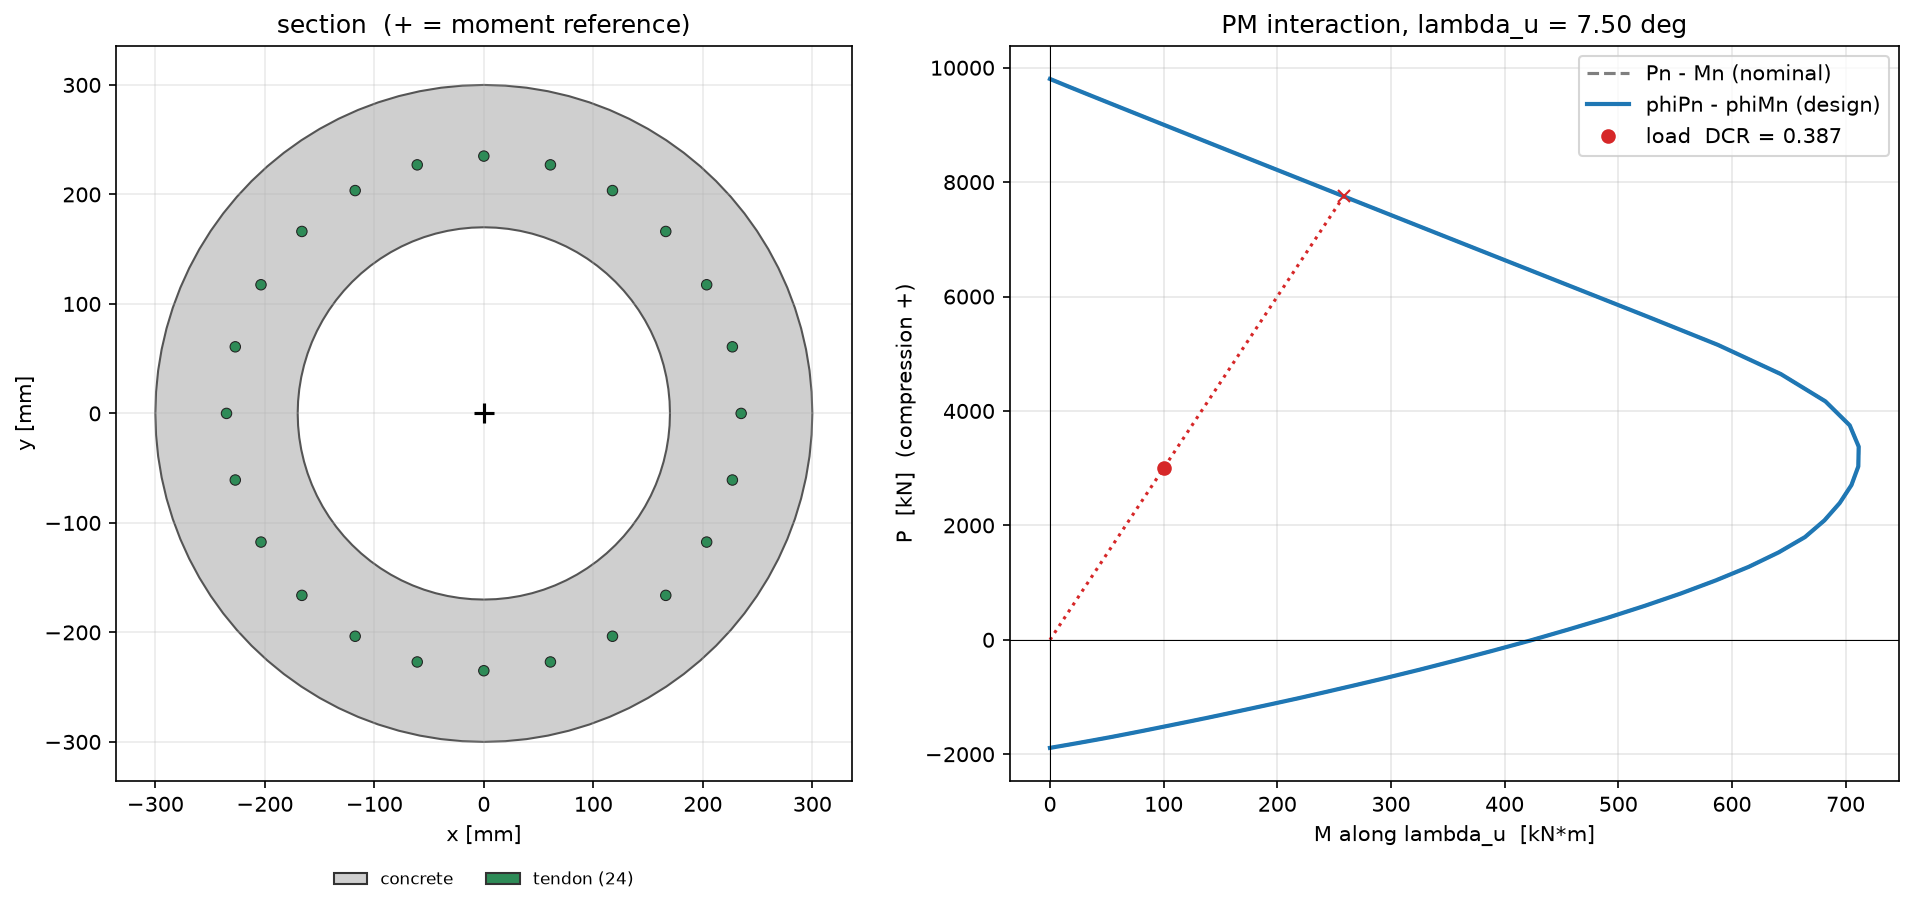 section  (+ = moment reference)
300
200
100
0
−100
−200
−300
y [mm]
−300
−200
−100
0
100
200
300
x [mm]
concrete
tendon (24)
PM interaction, lambda_u = 7.50 deg
10000
8000
6000
4000
2000
0
−2000
P  [kN]  (compression +)
0
100
200
300
400
500
600
700
M along lambda_u  [kN*m]
Pn - Mn (nominal)
phiPn - phiMn (design)
load  DCR = 0.387